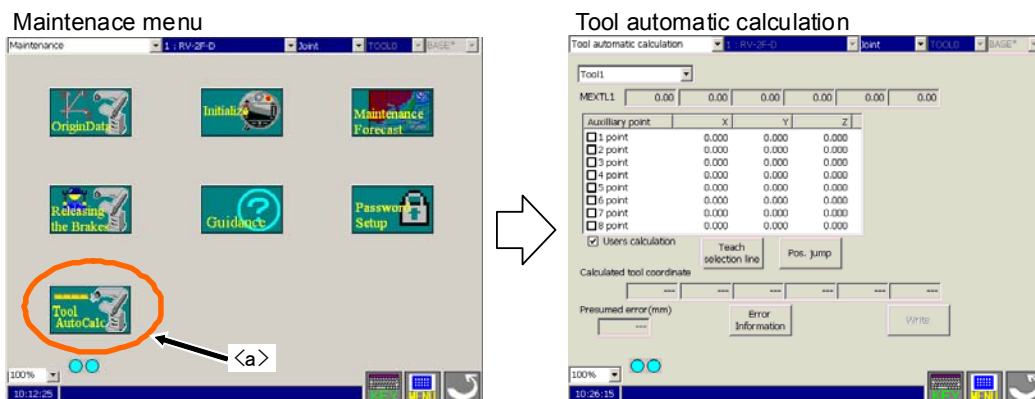 Maintenace menu
Maintenance 1 : RV-2F-D Joint TOOL0 BASE*
OriginData
Initialize
Maintenance
Forecast
Releasing
the Brakes
Guidance
Password
Setup
Tool
AutoCalc
<a>
100%
10:12:25
KEY MENU
Tool automatic calculation
Tool automatic calculation 1 : RV-2F-D Joint TOOL0 BASE*
Tool1
MEXTL1 0.00 0.00 0.00 0.00 0.00 0.00
Auxilliary point X Y Z
1 point 0.000 0.000 0.000
2 point 0.000 0.000 0.000
3 point 0.000 0.000 0.000
4 point 0.000 0.000 0.000
5 point 0.000 0.000 0.000
6 point 0.000 0.000 0.000
7 point 0.000 0.000 0.000
8 point 0.000 0.000 0.000
Users calculation
Teach
selection line
Pos. jump
Calculated tool coordinate
--- --- --- --- --- ---
Presumed error(mm)
---
Error
Information
Write
100%
10:26:15
KEY MENU